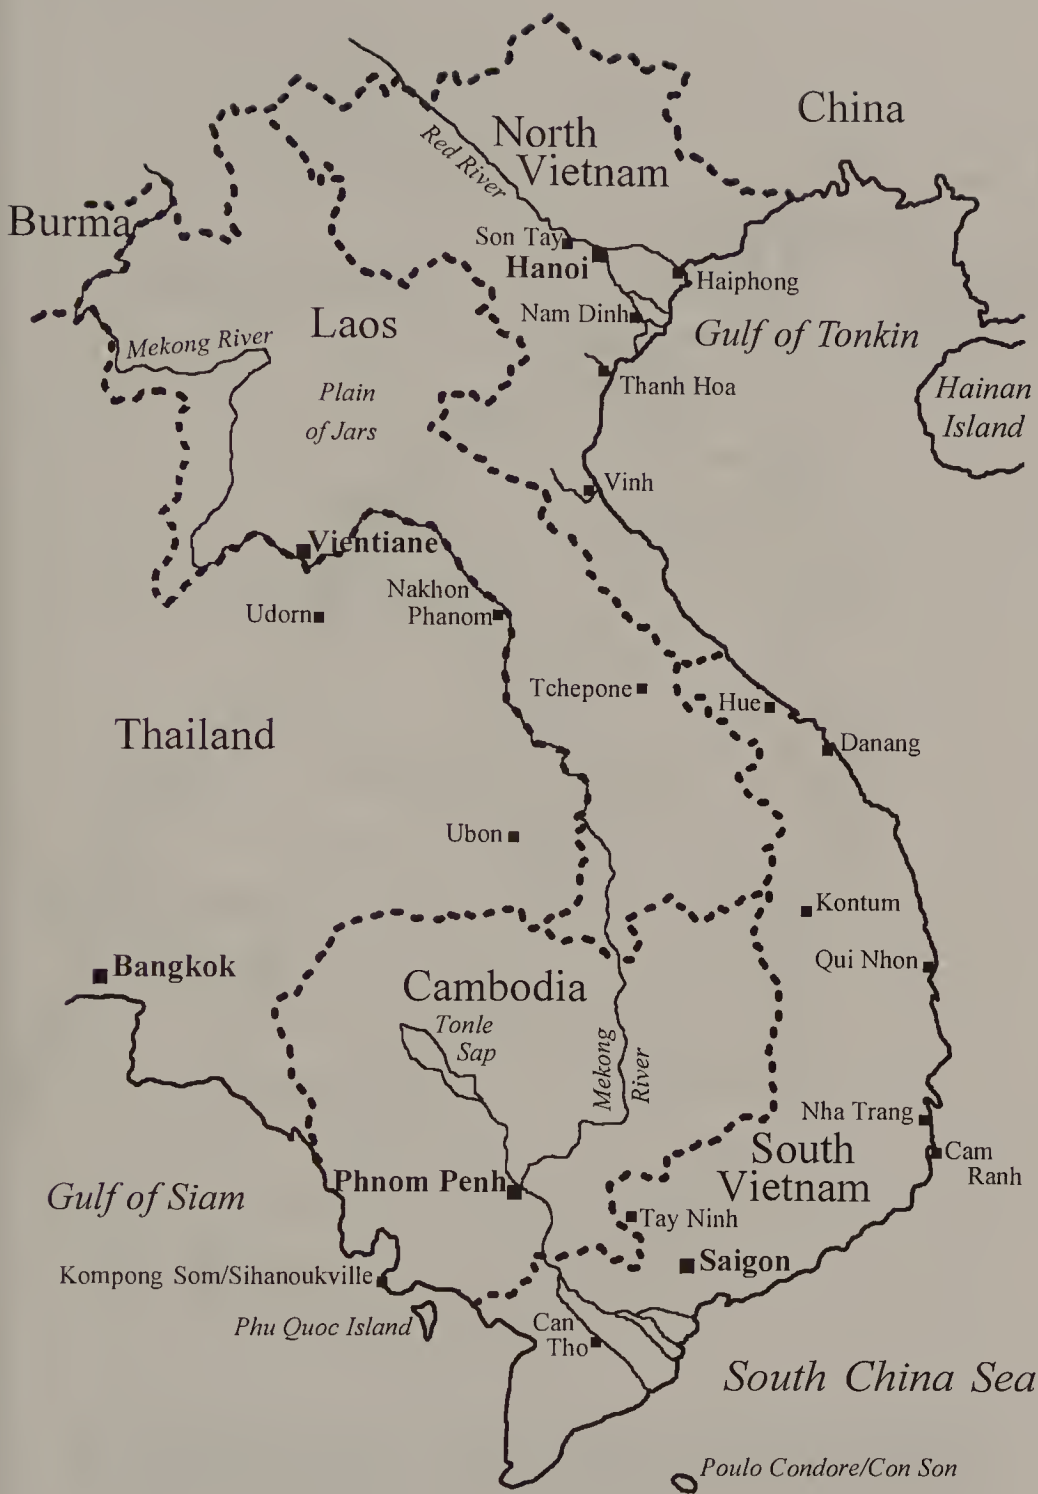 China
North
Vietnam
Red River
Burma
Son Tay
Hanoi
Haiphong
Nam Dinh
Gulf of Tonkin
Laos
Mekong River
Thanh Hoa
Hainan
Island
Plain
of Jars
Vinh
Vientiane
Nakhon
Phanom
Udorn
Tchepone
Hue
Thailand
Danang
Ubon
Kontum
Bangkok
Qui Nhon
Cambodia
Tonle
Sap
Mekong
River
Nha Trang
South
Vietnam
Cam
Ranh
Phnom Penh
Gulf of Siam
Tay Ninh
Saigon
Kompong Som/Sihanoukville
Phu Quoc Island
Can
Tho
South China Sea
Poulo Condore/Con Son